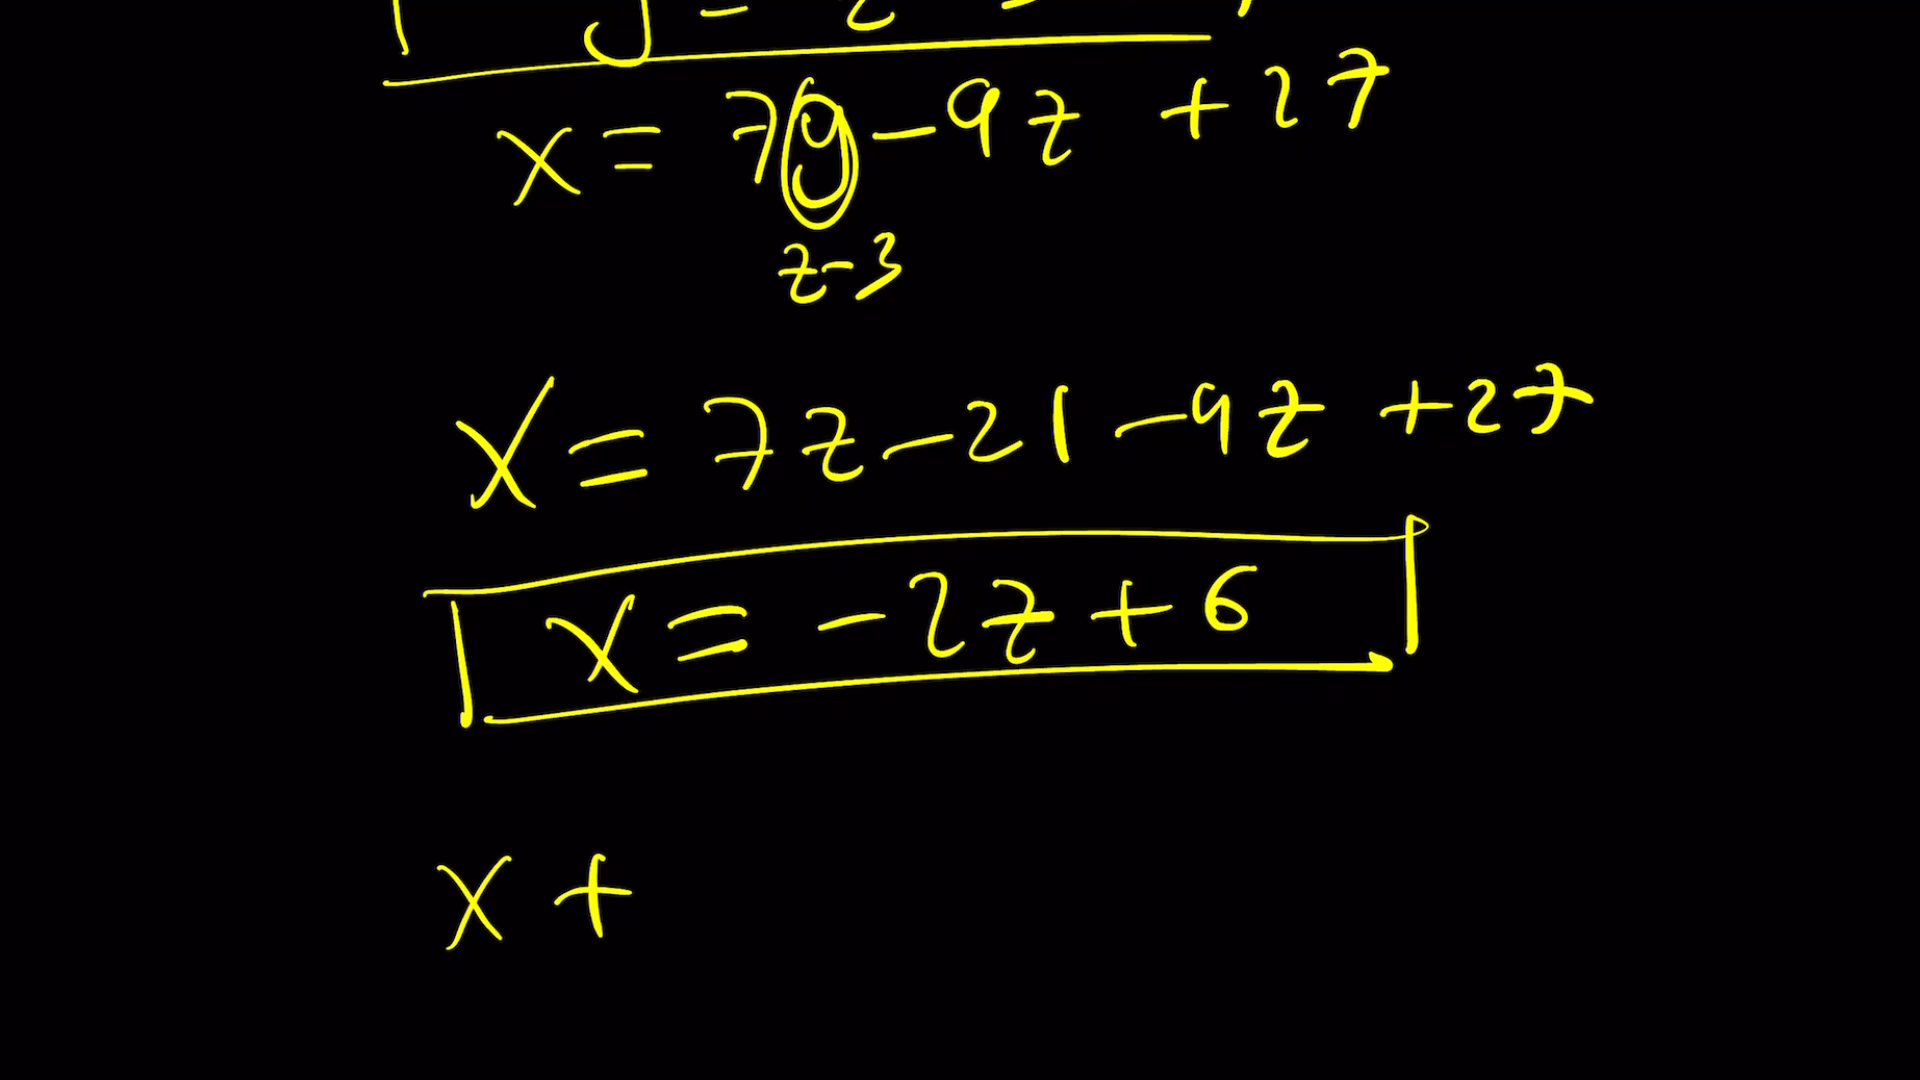 y = z
x = 7y - 9z + 27
z-3
x = 7z - 21 - 9z + 27
x = -2z + 6
x +